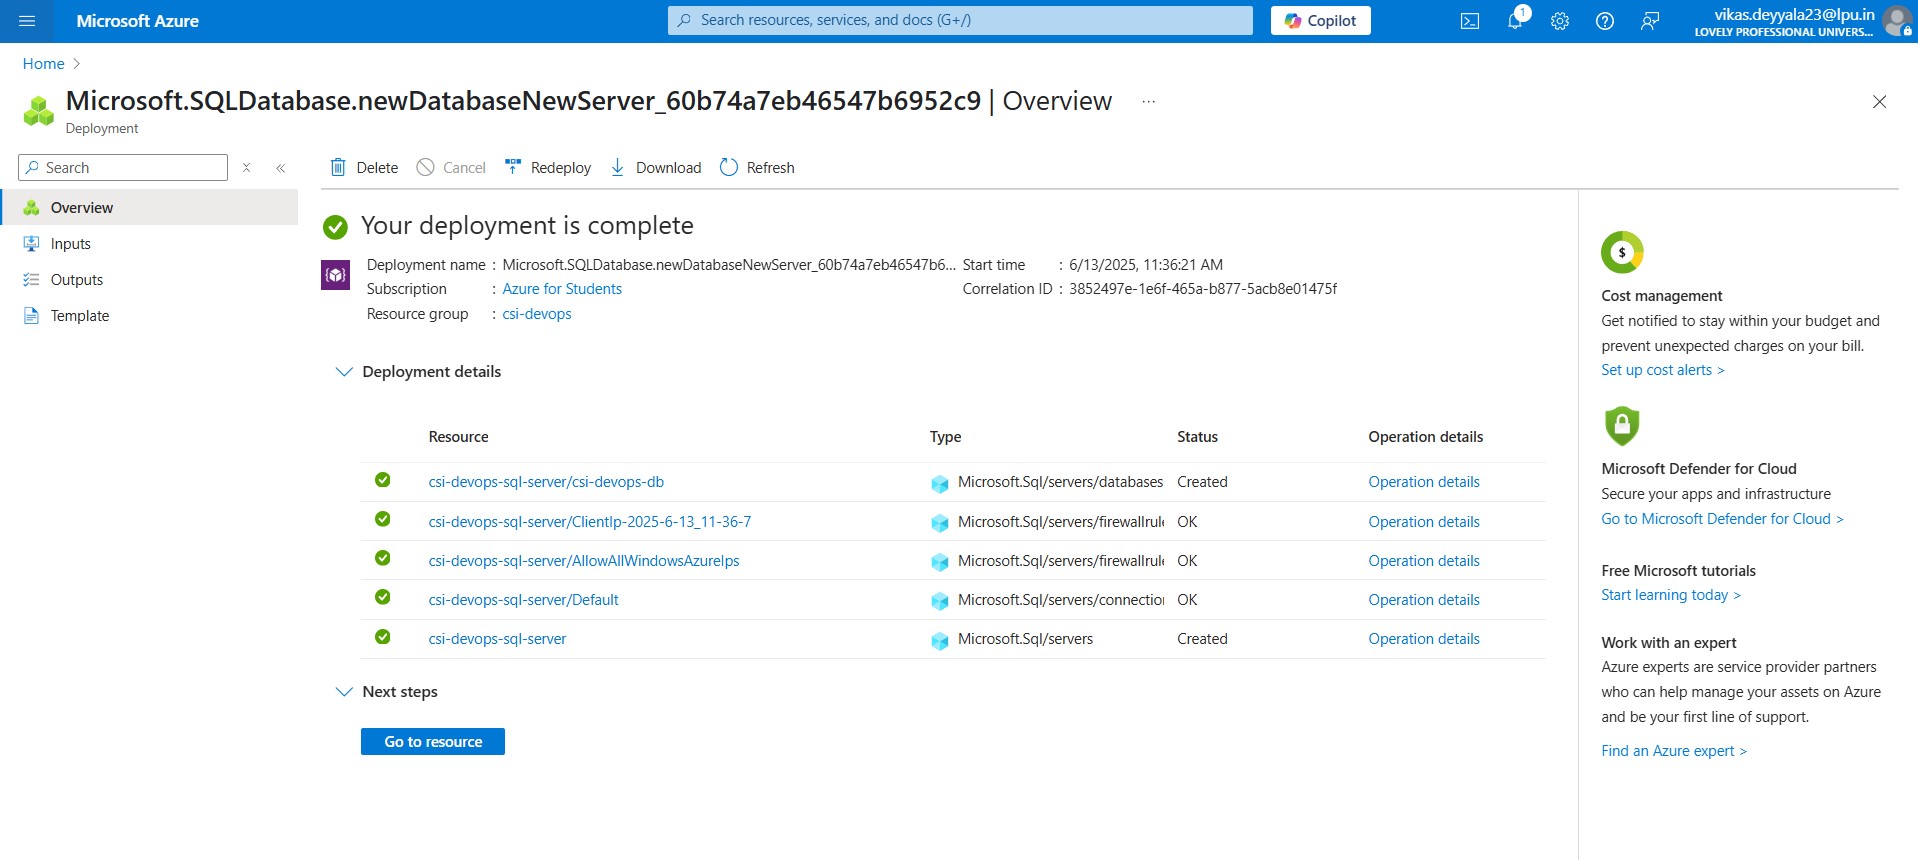 Microsoft Azure
Search resources, services, and docs (G+/)
Copilot
1
vikas.deyyala23@lpu.in
LOVELY PROFESSIONAL UNIVERS...
Home
Microsoft.SQLDatabase.newDatabaseNewServer_60b74a7eb46547b6952c9 | Overview ...
Deployment
Search
Overview
Inputs
Outputs
Template
Delete Cancel Redeploy Download Refresh
Your deployment is complete
Deployment name : Microsoft.SQLDatabase.newDatabaseNewServer_60b74a7eb46547b6... Start time : 6/13/2025, 11:36:21 AM
Subscription : Azure for Students Correlation ID : 3852497e-1e6f-465a-b877-5acb8e01475f
Resource group : csi-devops
Deployment details
Resource Type Status Operation details
csi-devops-sql-server/csi-devops-db Microsoft.Sql/servers/databases Created Operation details
csi-devops-sql-server/ClientIp-2025-6-13_11-36-7 Microsoft.Sql/servers/firewallrul OK Operation details
csi-devops-sql-server/AllowAllWindowsAzureIps Microsoft.Sql/servers/firewallrul OK Operation details
csi-devops-sql-server/Default Microsoft.Sql/servers/connection OK Operation details
csi-devops-sql-server Microsoft.Sql/servers Created Operation details
Next steps
Go to resource
$
Cost management
Get notified to stay within your budget and
prevent unexpected charges on your bill.
Set up cost alerts >
Microsoft Defender for Cloud
Secure your apps and infrastructure
Go to Microsoft Defender for Cloud >
Free Microsoft tutorials
Start learning today >
Work with an expert
Azure experts are service provider partners
who can help manage your assets on Azure
and be your first line of support.
Find an Azure expert >